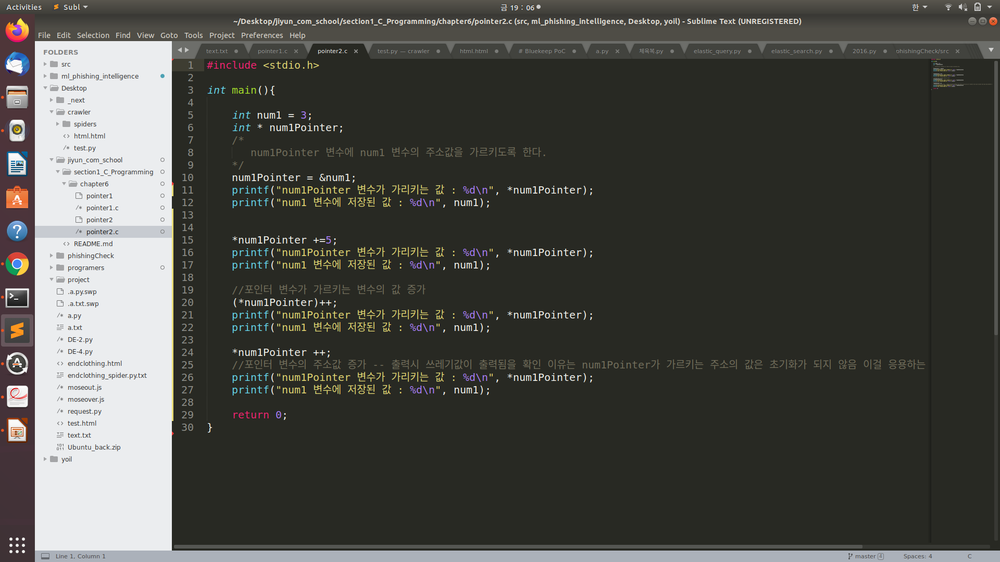 Activities Subl 금 19 : 06 한
~/Desktop/jiyun_com_school/section1_C_Programming/chapter6/pointer2.c (src, ml_phishing_intelligence, Desktop, yoil) - Sublime Text (UNREGISTERED)
File Edit Selection Find View Goto Tools Project Preferences Help
FOLDERS
src
ml_phishing_intelligence
Desktop
_next
crawler
spiders
<> html.html
/* test.py
jiyun_com_school
section1_C_Programming
chapter6
pointer1
/* pointer1.c
pointer2
/* pointer2.c
<> README.md
phishingCheck
programers
project
.a.py.swp
.a.txt.swp
/* a.py
a.txt
/* DE-2.py
/* DE-4.py
<> endclothing.html
endclothing_spider.py.txt
/* moseout.js
/* moseover.js
/* request.py
<> test.html
text.txt
Ubuntu_back.zip
yoil
text.txt pointer1.c pointer2.c test.py — crawler html.html # Bluekeep PoC a.py 체육복.py elastic_query.py elastic_search.py 2016.py phishingCheck/src
1 #include <stdio.h>
2
3 int main(){
4
5 int num1 = 3;
6 int * num1Pointer;
7 /*
8 num1Pointer 변수에 num1 변수의 주소값을 가르키도록 한다.
9 */
10 num1Pointer = &num1;
11 printf("num1Pointer 변수가 가리키는 값 : %d\n", *num1Pointer);
12 printf("num1 변수에 저장된 값 : %d\n", num1);
13
14
15 *num1Pointer +=5;
16 printf("num1Pointer 변수가 가리키는 값 : %d\n", *num1Pointer);
17 printf("num1 변수에 저장된 값 : %d\n", num1);
18
19 //포인터 변수가 가르키는 변수의 값 증가
20 (*num1Pointer)++;
21 printf("num1Pointer 변수가 가리키는 값 : %d\n", *num1Pointer);
22 printf("num1 변수에 저장된 값 : %d\n", num1);
23
24 *num1Pointer ++;
25 //포인터 변수의 주소값 증가 -- 출력시 쓰레기값이 출력됨을 확인 이유는 num1Pointer가 가르키는 주소의 값은 초기화가 되지 않음 이걸 응용하는
26 printf("num1Pointer 변수가 가리키는 값 : %d\n", *num1Pointer);
27 printf("num1 변수에 저장된 값 : %d\n", num1);
28
29 return 0;
30 }
Line 1, Column 1 master 4 Spaces: 4 C